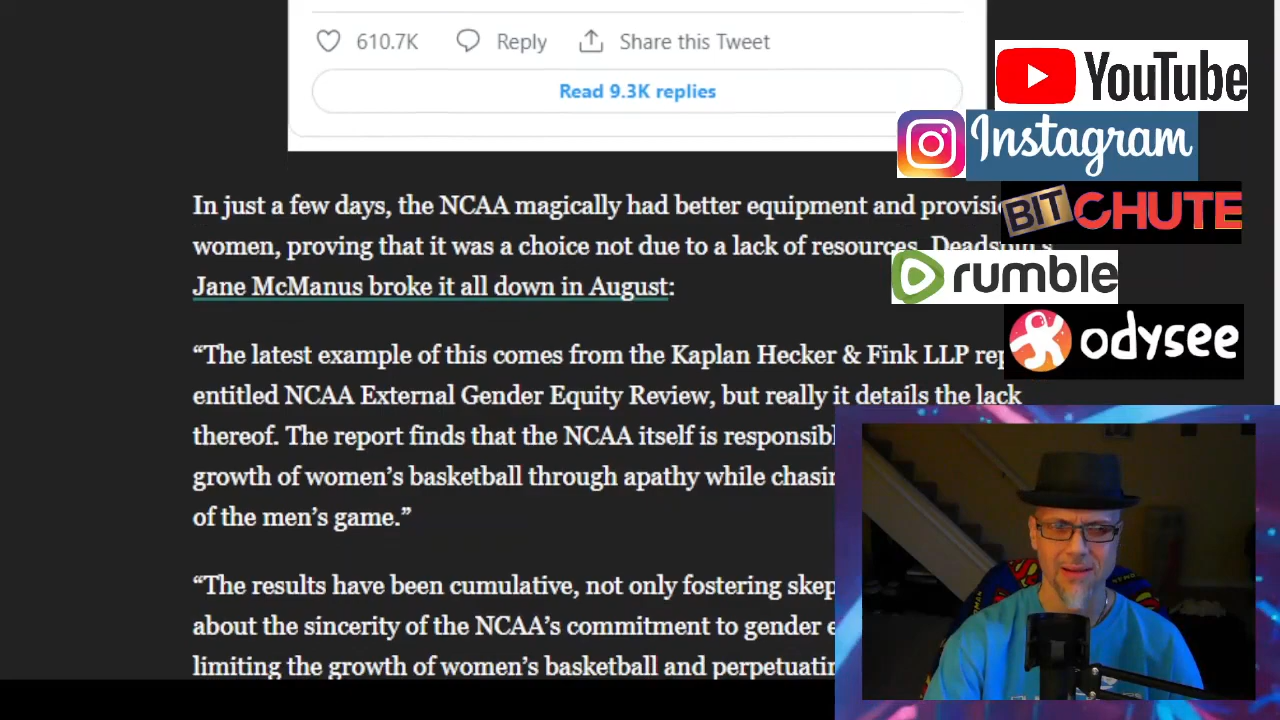 610.7K Reply Share this Tweet
Read 9.3K replies
YouTube
Instagram
BITCHUTE
rumble
odysee
In just a few days, the NCAA magically had better equipment and
women, proving that it was a choice not due to a lack of resources.
Jane McManus broke it all down in August:
“The latest example of this comes from the Kaplan Hecker & Fink LLP
entitled NCAA External Gender Equity Review, but really it details the lack
thereof. The report finds that the NCAA itself is
growth of women’s basketball through apathy while
of the men’s game.”
“The results have been cumulative, not only fostering
about the sincerity of the NCAA’s commitment to gender
limiting the growth of women’s basketball and